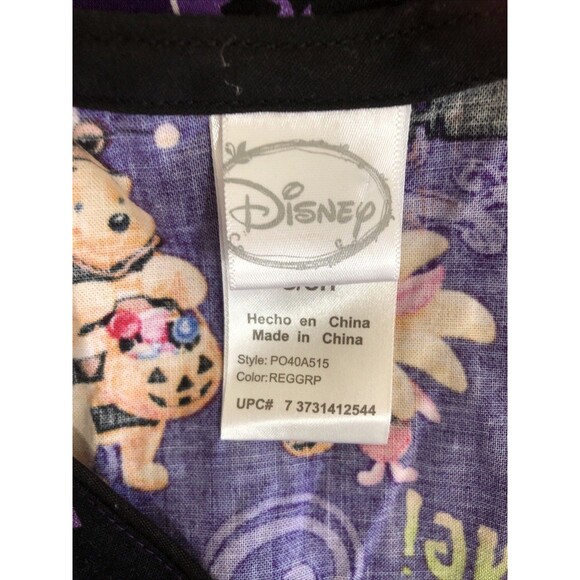 Disney
Hecho en China
Made in China
Style: PO40A515
Color:REGGRP
UPC# 7 3731412544